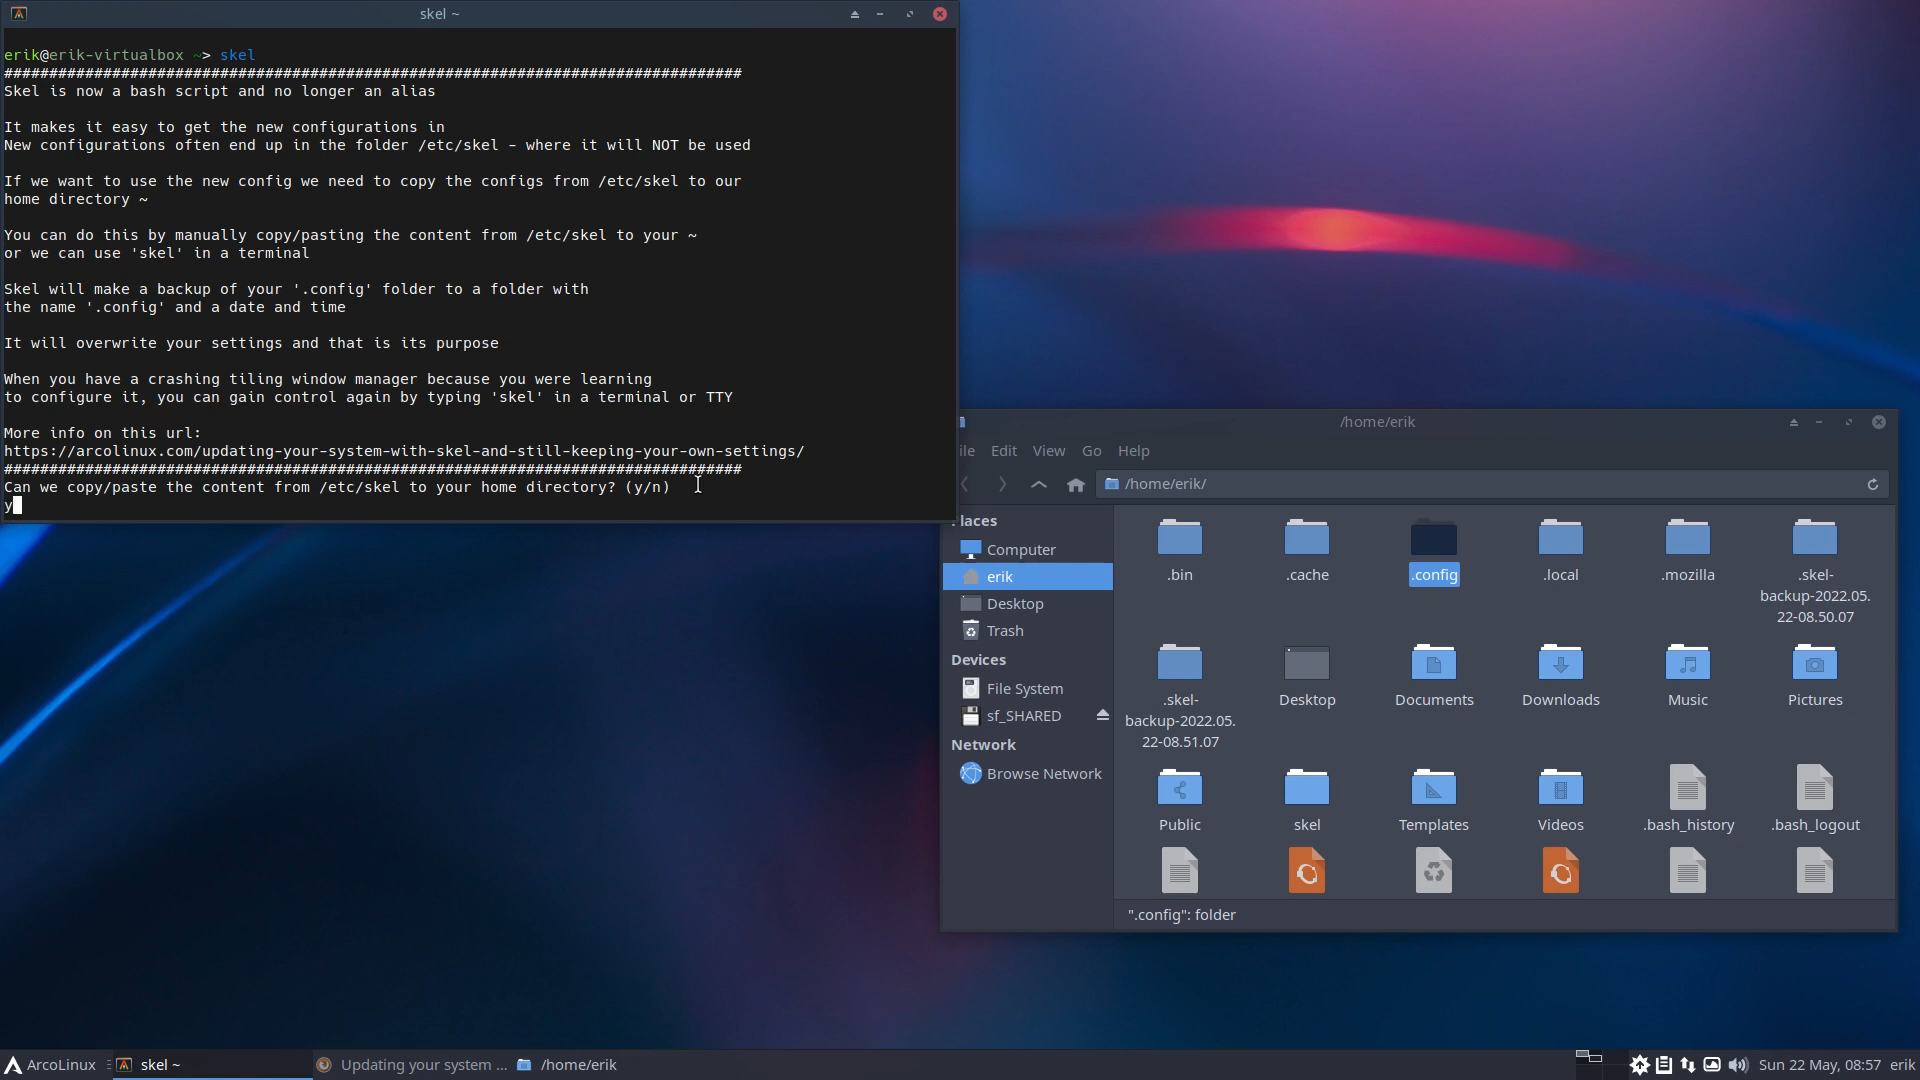 skel ~
erik@erik-virtualbox ~> skel
##################################################################################
Skel is now a bash script and no longer an alias
It makes it easy to get the new configurations in
New configurations often end up in the folder /etc/skel - where it will NOT be used
If we want to use the new config we need to copy the configs from /etc/skel to our
home directory ~
You can do this by manually copy/pasting the content from /etc/skel to your ~
or we can use 'skel' in a terminal
Skel will make a backup of your '.config' folder to a folder with
the name '.config' and a date and time
It will overwrite your settings and that is its purpose
When you have a crashing tiling window manager because you were learning
to configure it, you can gain control again by typing 'skel' in a terminal or TTY
More info on this url:
https://arcolinux.com/updating-your-system-with-skel-and-still-keeping-your-own-settings/
##################################################################################
Can we copy/paste the content from /etc/skel to your home directory? (y/n)
y
/home/erik
Edit View Go Help
/home/erik/
Computer
erik
Desktop
Trash
Devices
File System
sf_SHARED
Network
Browse Network
.bin
.cache
.config
.local
.mozilla
.skel-
backup-2022.05.
22-08.50.07
.skel-
backup-2022.05.
22-08.51.07
Desktop
Documents
Downloads
Music
Pictures
Public
skel
Templates
Videos
.bash_history
.bash_logout
".config": folder
ArcoLinux
skel ~
Updating your system ...
/home/erik
Sun 22 May, 08:57
erik